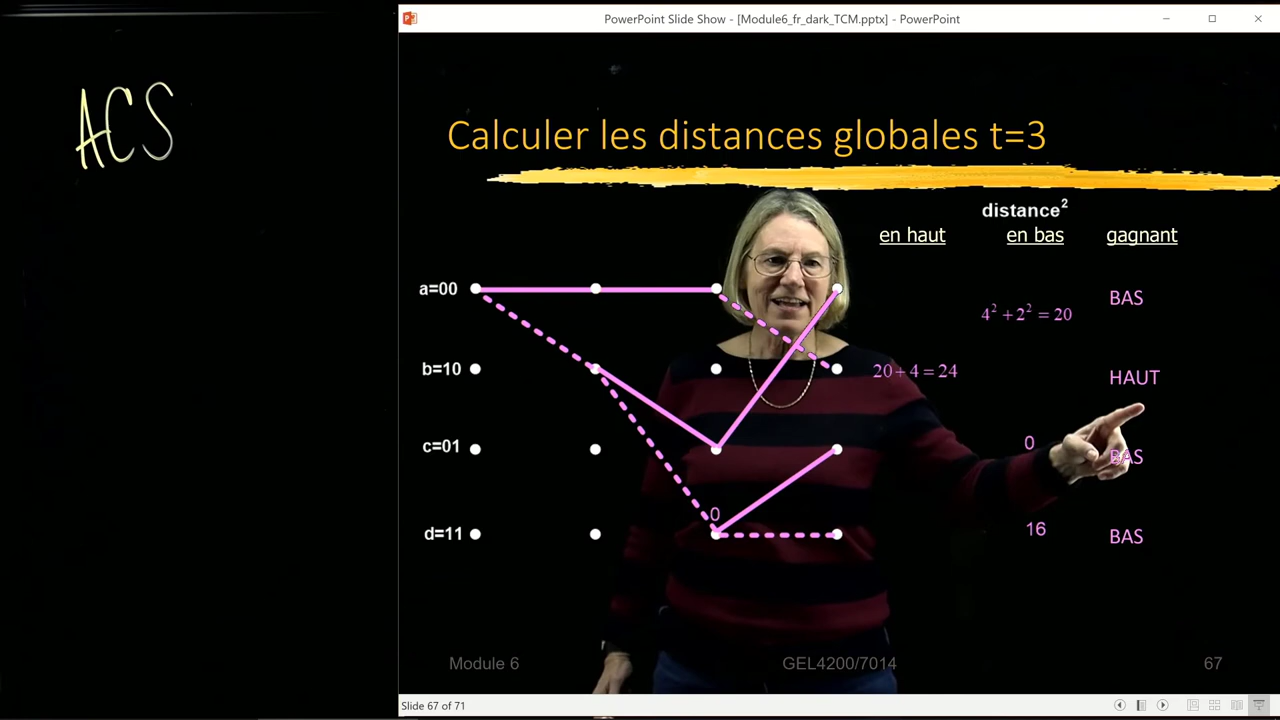 ACS
PowerPoint Slide Show - [Module6_fr_dark_TCM.pptx] - PowerPoint
Calculer les distances globales t=3
distance²
en haut en bas gagnant
a=00
4² + 2² = 20 BAS
b=10
20 + 4 = 24 HAUT
c=01
0 BAS
0
d=11
16 BAS
Module 6 GEL4200/7014 67
Slide 67 of 71